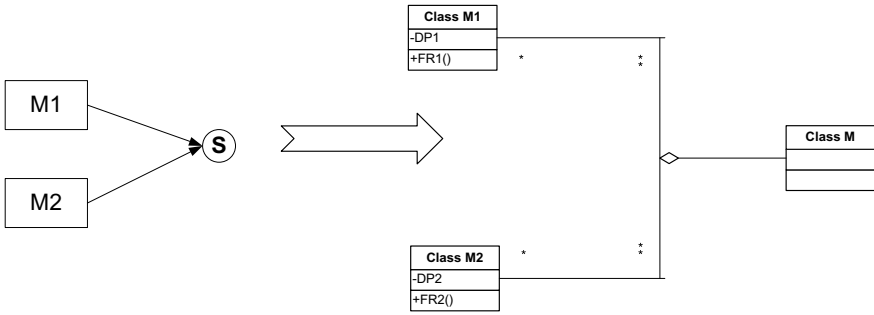 Class M1
-DP1
+FR1()
*
*
*
M1
S
M2
Class M
Class M2
-DP2
+FR2()
*
*
*